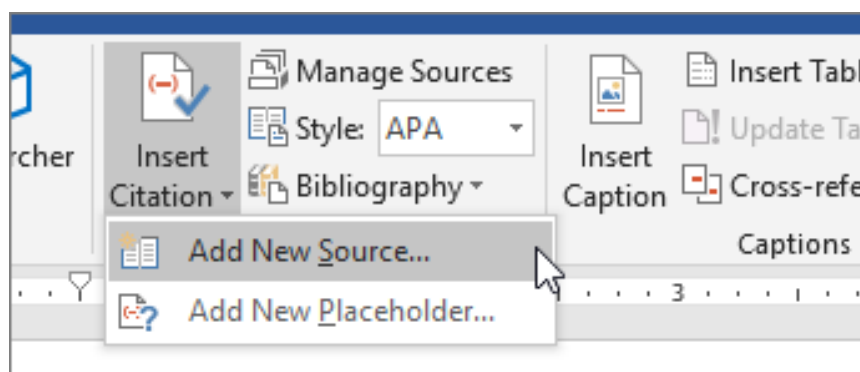 rcher
Insert
Citation
Manage Sources
Style: APA
Bibliography
Insert
Caption
Insert Tabl
Update Ta
Cross-refe
Captions
Add New Source...
Add New Placeholder...
3